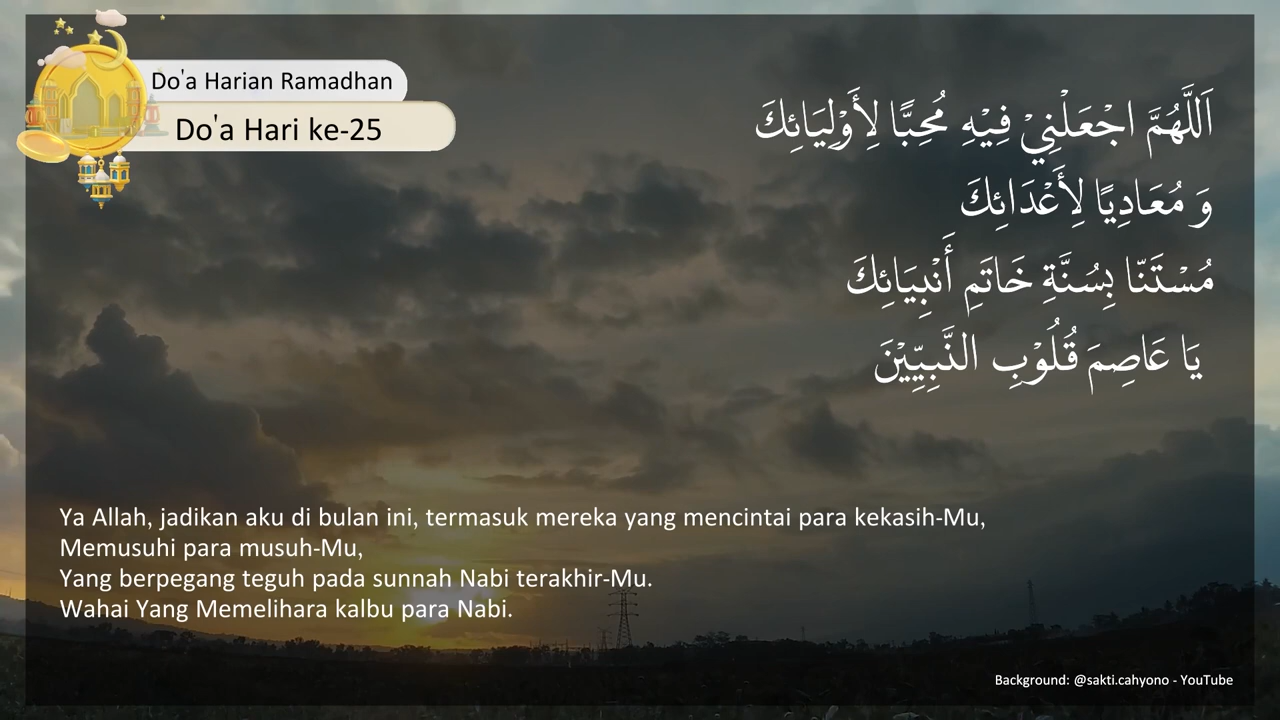 Do'a Harian Ramadhan
Do'a Hari ke-25
اَللَّهُمَّ اجْعَلْنِيْ فِيْهِ مُحِبًّا لِأَوْلِيَائِكَ
وَ مُعَادِيًا لِأَعْدَائِكَ
مُسْتَنّا بِسُنَّةِ خَاتَمِ أَنْبِيَائِكَ
يَا عَاصِمَ قُلُوْبِ النَّبِيِّيْنَ
Ya Allah, jadikan aku di bulan ini, termasuk mereka yang mencintai para kekasih-Mu,
Memusuhi para musuh-Mu,
Yang berpegang teguh pada sunnah Nabi terakhir-Mu.
Wahai Yang Memelihara kalbu para Nabi.
Background: @sakti.cahyono - YouTube